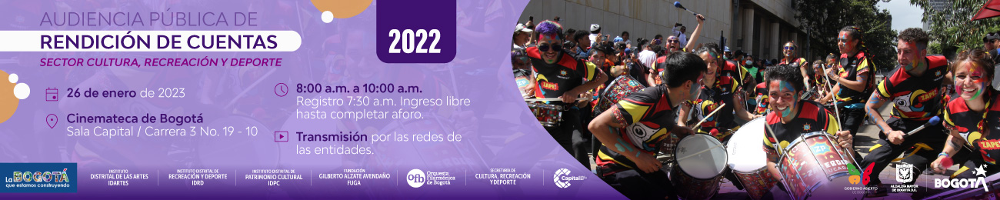 AUDIENCIA PÚBLICA DE
RENDICIÓN DE CUENTAS
SECTOR CULTURA, RECREACIÓN Y DEPORTE
2022
26 de enero de 2023
Cinemateca de Bogotá
Sala Capital / Carrera 3 No. 19 - 10
8:00 a.m. a 10:00 a.m.
Registro 7:30 a.m. Ingreso libre
hasta completar aforo.
Transmisión por las redes de
las entidades.
La BOGOTÁ
que estamos construyendo
INSTITUTO
DISTRITAL DE LAS ARTES
IDARTES
INSTITUTO DISTRITAL DE
RECREACIÓN Y DEPORTE
IDRD
INSTITUTO DISTRITAL DE
PATRIMONIO CULTURAL
IDPC
FUNDACIÓN
GILBERTO ALZATE AVENDAÑO
FUGA
ofb Orquesta
Filarmónica
de Bogotá
SECRETARÍA DE
CULTURA, RECREACIÓN
Y DEPORTE
Capital
GOBIERNO ABIERTO
DE BOGOTÁ
ALCALDÍA MAYOR
DE BOGOTÁ D.C.
BOGOTÁ
ZAPE!
ZAPE!